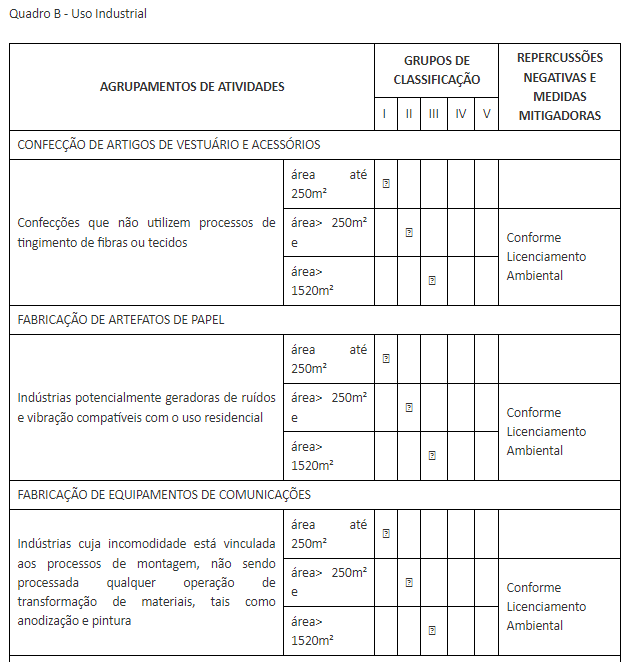 Quadro B - Uso Industrial
AGRUPAMENTOS DE ATIVIDADES
GRUPOS DE
CLASSIFICAÇÃO
REPERCUSSÕES
NEGATIVAS E
MEDIDAS
MITIGADORAS
I II III IV V
CONFECÇÃO DE ARTIGOS DE VESTUÁRIO E ACESSÓRIOS
Confecções que não utilizem processos de
tingimento de fibras ou tecidos
área até
250m²
área> 250m²
e
área>
1520m²
Conforme
Licenciamento
Ambiental
FABRICAÇÃO DE ARTEFATOS DE PAPEL
Indústrias potencialmente geradoras de ruídos
e vibração compatíveis com o uso residencial
área até
250m²
área> 250m²
e
área>
1520m²
Conforme
Licenciamento
Ambiental
FABRICAÇÃO DE EQUIPAMENTOS DE COMUNICAÇÕES
Indústrias cuja incomodidade está vinculada
aos processos de montagem, não sendo
processada qualquer operação de
transformação de materiais, tais como
anodização e pintura
área até
250m²
área> 250m²
e
área>
1520m²
Conforme
Licenciamento
Ambiental